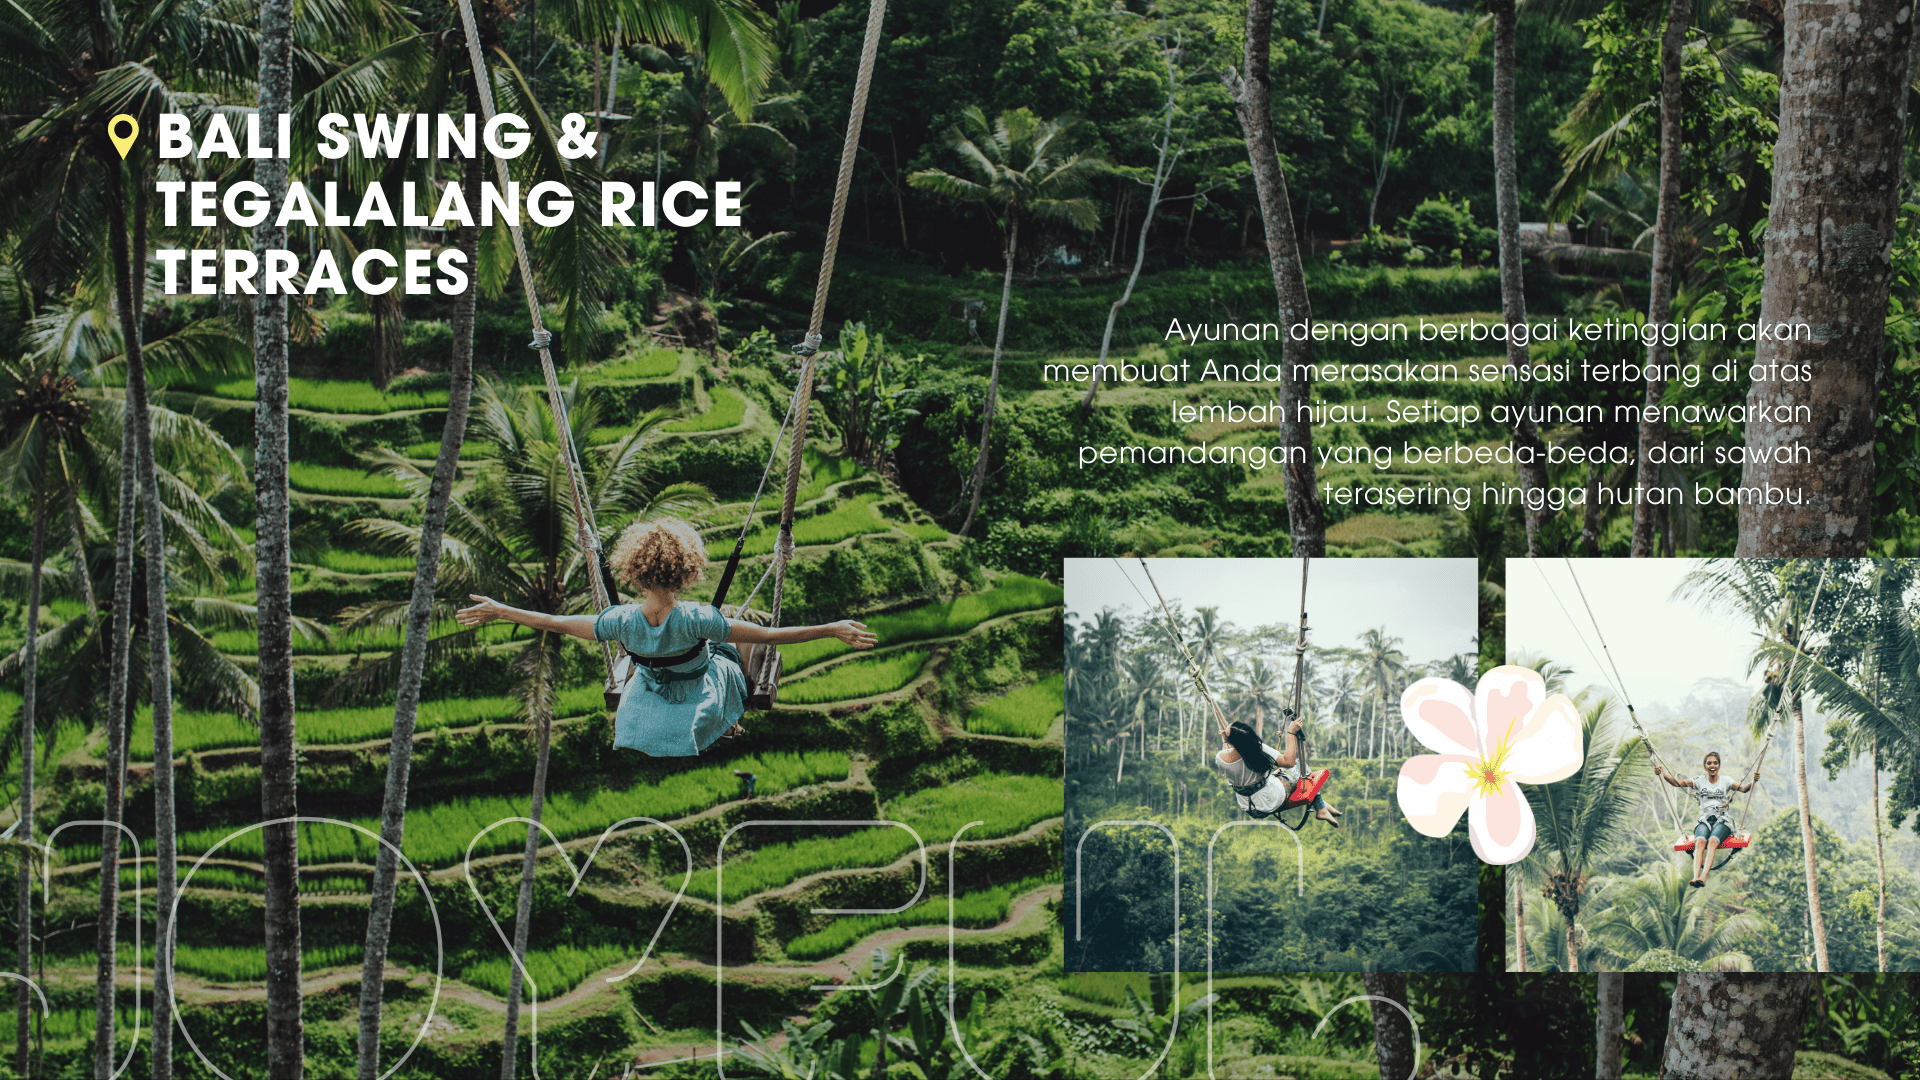 BALI SWING &
TEGALALANG RICE
TERRACES
Ayunan dengan berbagai ketinggian akan
membuat Anda merasakan sensasi terbang di atas
lembah hijau. Setiap ayunan menawarkan
pemandangan yang berbeda-beda, dari sawah
terasering hingga hutan bambu.